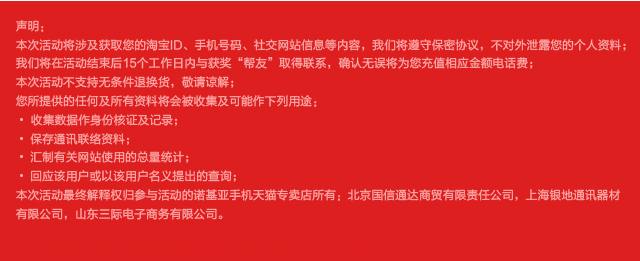 声明：
本次活动将涉及获取您的淘宝ID、手机号码、社交网站信息等内容，我们将遵守保密协议，不对外泄露您的个人资料；
我们将在活动结束后15个工作日内与获奖“帮友”取得联系，确认无误将为您充值相应金额电话费；
本次活动不支持无条件退换货，敬请谅解；
您所提供的任何及所有资料将会被收集及可能作下列用途：
• 收集数据作身份核证及记录；
• 保存通讯联络资料；
• 汇制有关网站使用的总量统计；
• 回应该用户或以该用户名义提出的查询；
本次活动最终解释权归参与活动的诺基亚手机天猫专卖店所有：北京国信通达商贸有限责任公司，上海银地通讯器材
有限公司，山东三际电子商务有限公司。